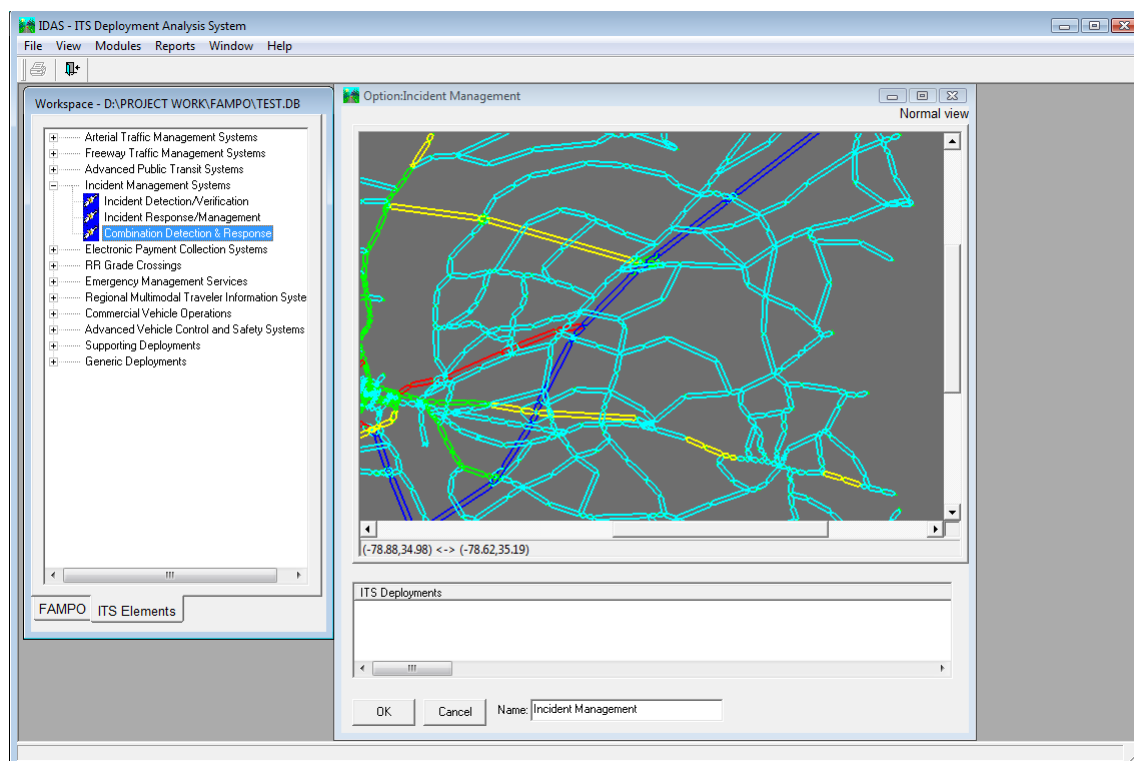 IDAS - ITS Deployment Analysis System
File View Modules Reports Window Help
Workspace - D:\PROJECT WORK\FAMPO\TEST.DB
Arterial Traffic Management Systems
Freeway Traffic Management Systems
Advanced Public Transit Systems
Incident Management Systems
Incident Detection/Verification
Incident Response/Management
Combination Detection & Response
Electronic Payment Collection Systems
RR Grade Crossings
Emergency Management Services
Regional Multimodal Traveler Information Syste
Commercial Vehicle Operations
Advanced Vehicle Control and Safety Systems
Supporting Deployments
Generic Deployments
FAMPO ITS Elements
Option:Incident Management
Normal view
(-78.88,34.98) <-> (-78.62,35.19)
ITS Deployments
OK Cancel Name: Incident Management